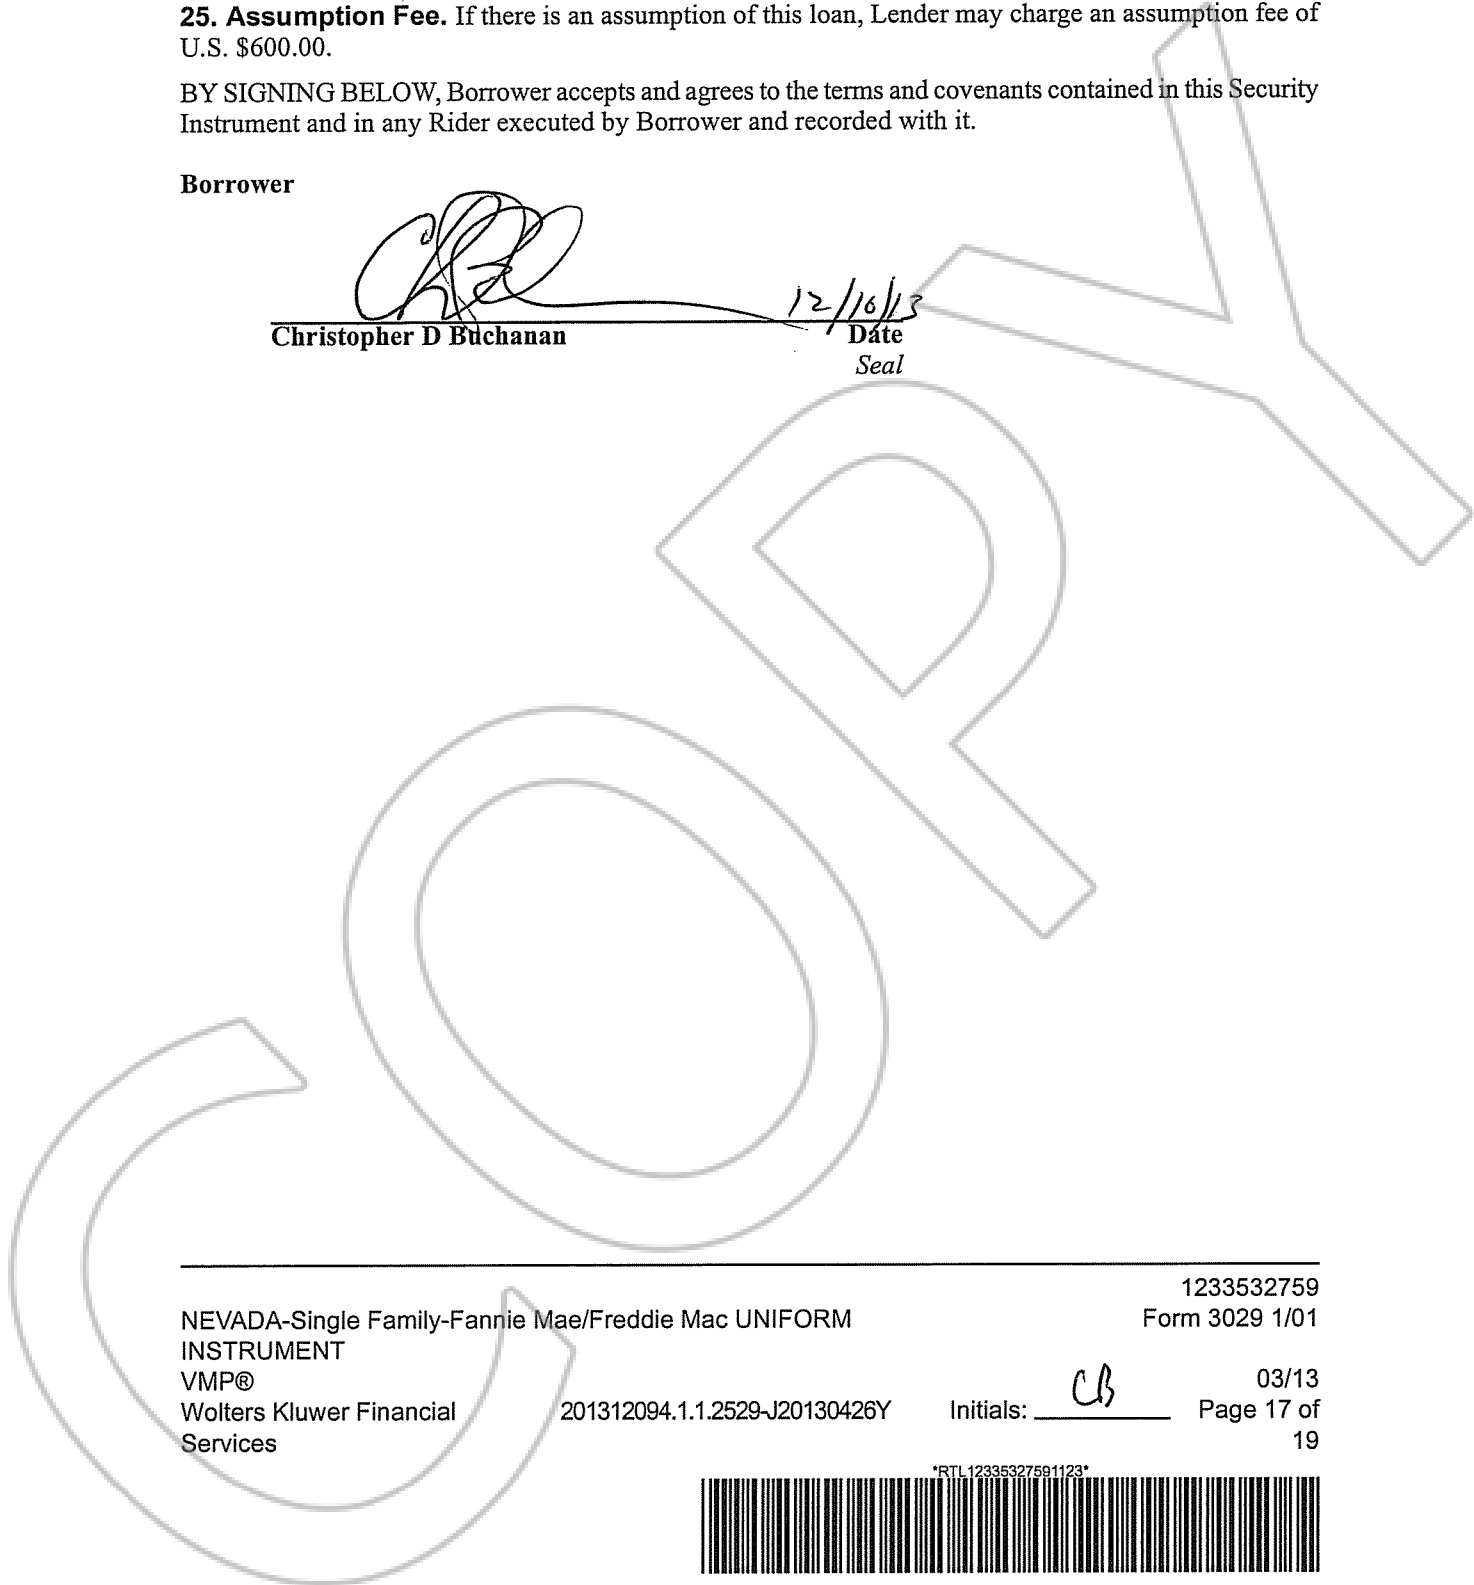 25. Assumption Fee. If there is an assumption of this loan, Lender may charge an assumption fee of
U.S. $600.00.
BY SIGNING BELOW, Borrower accepts and agrees to the terms and covenants contained in this Security
Instrument and in any Rider executed by Borrower and recorded with it.
Borrower
12/10/13
Christopher D Buchanan Date
Seal
COPY
1233532759
NEVADA-Single Family-Fannie Mae/Freddie Mac UNIFORM Form 3029 1/01
INSTRUMENT
VMP® CB 03/13
Wolters Kluwer Financial 201312094.1.1.2529-J20130426Y Initials: Page 17 of
Services 19
*RTL12335327591123*